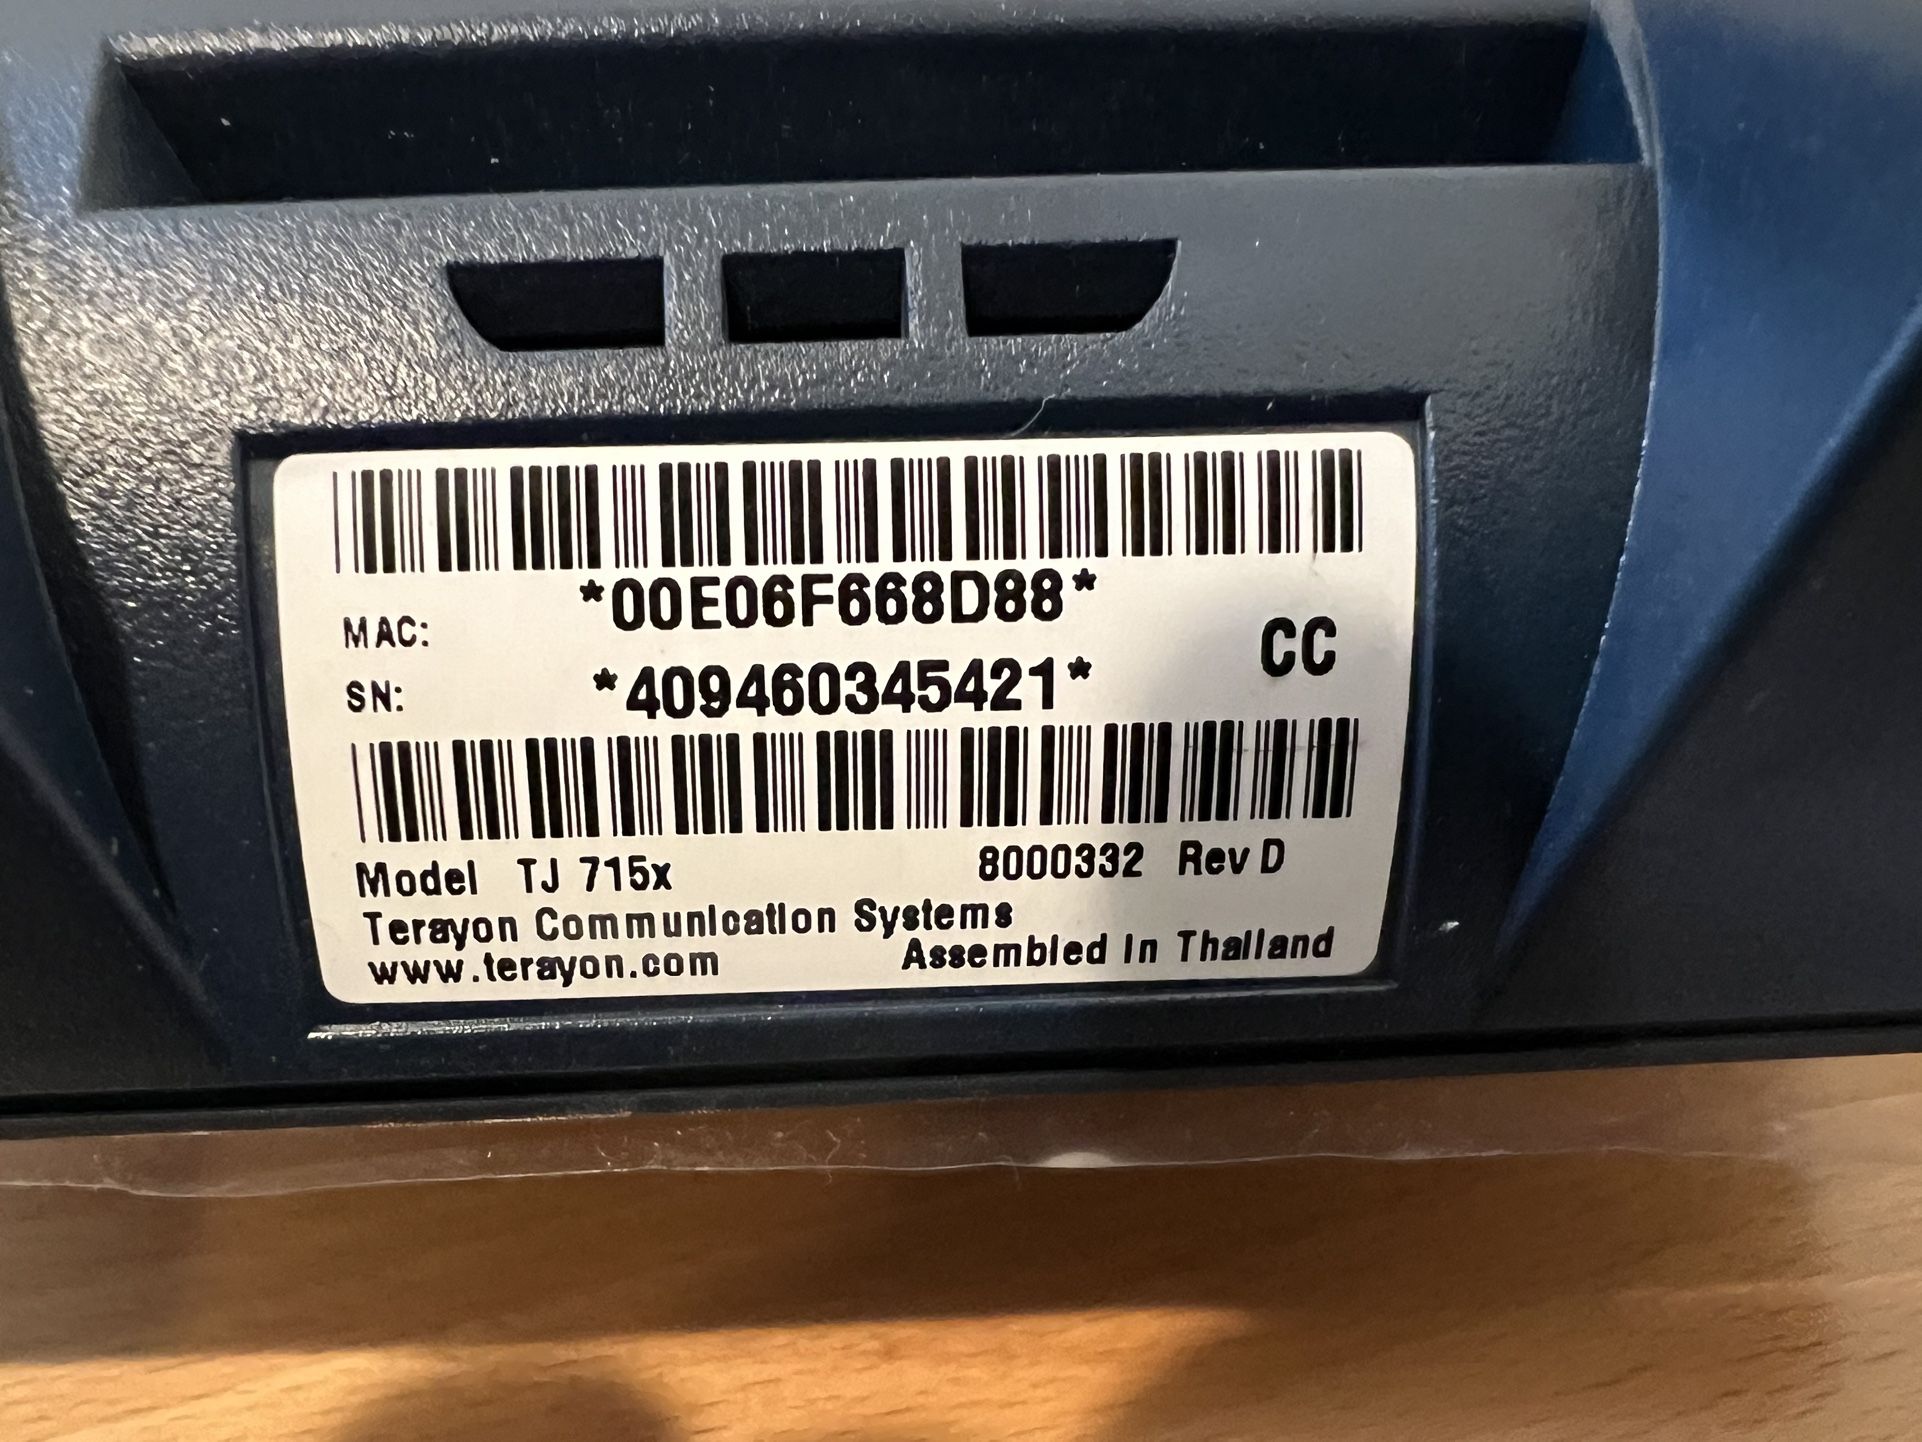 *00E06F668D88*
MAC:
CC
SN: *409460345421*
Model TJ 715x 8000332 Rev D
Terayon Communication Systems
www.terayon.com Assembled In Thailand